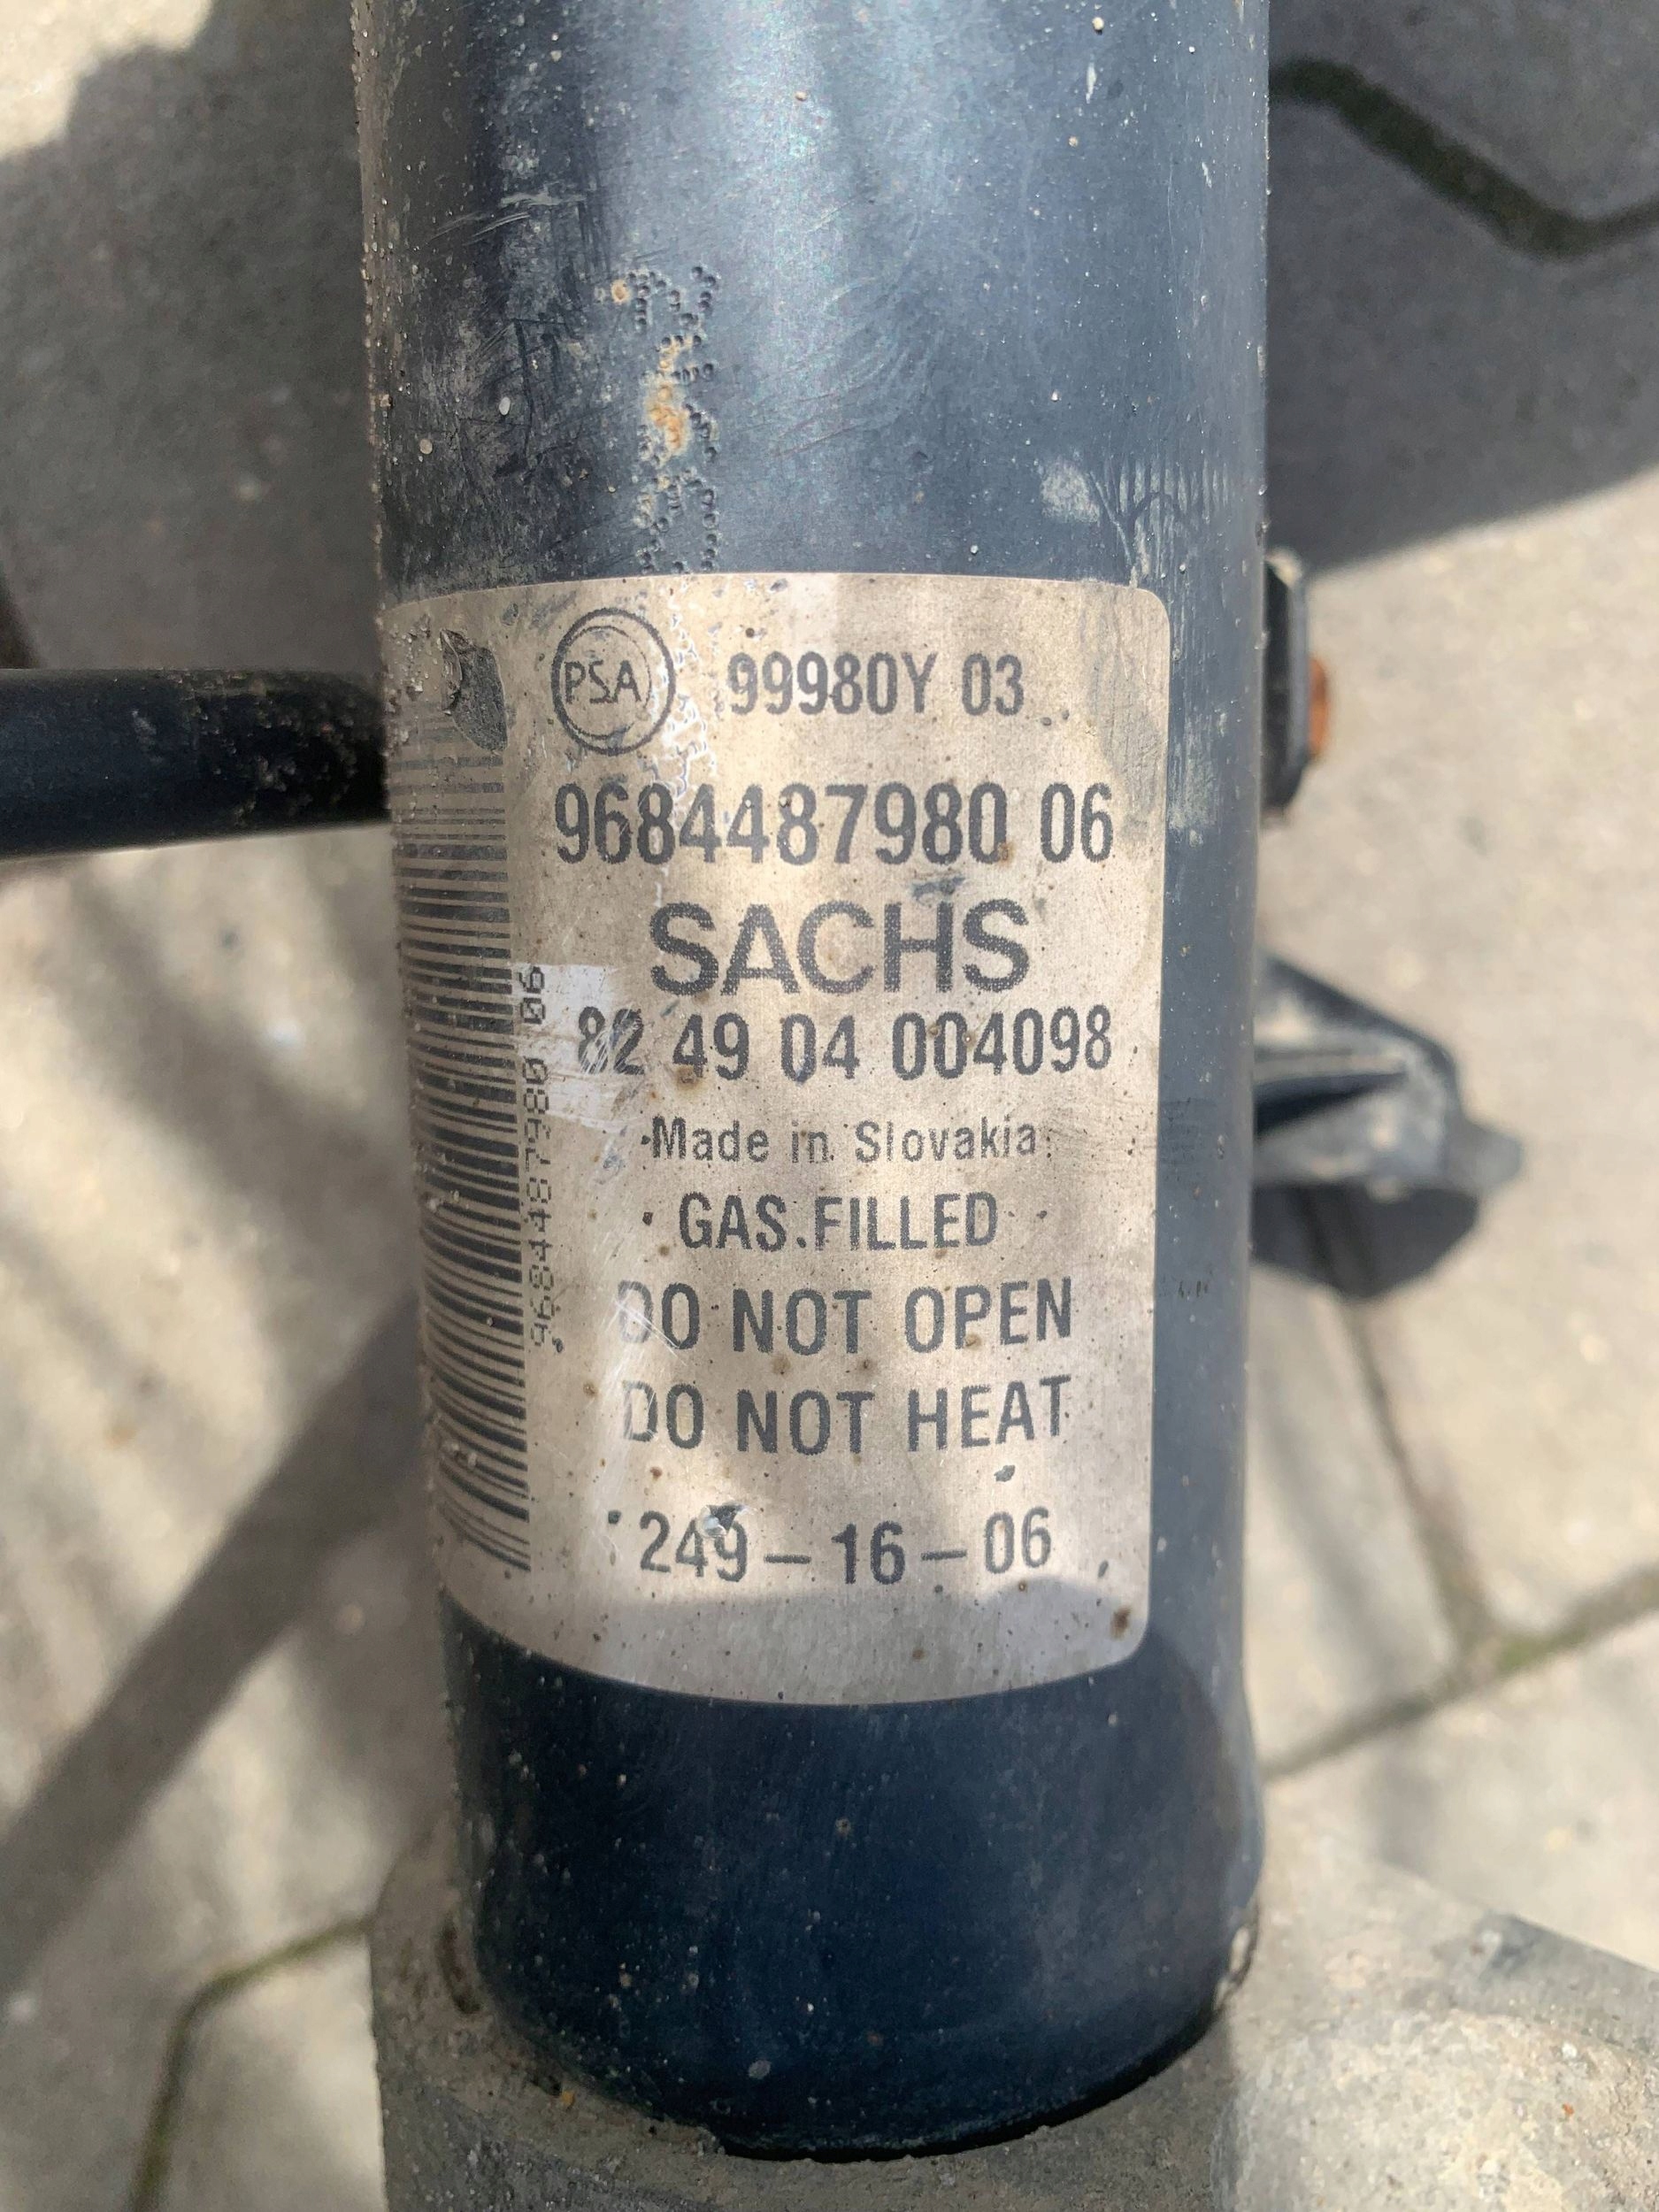 PSA 99980Y 03
9684487980 06
SACHS
82 49 04 004098
Made in Slovakia
GAS.FILLED
DO NOT OPEN
DO NOT HEAT
249-16-06
9684487980 06